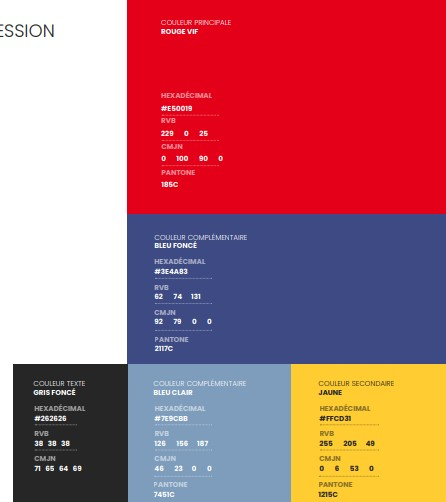 ESSION
COULEUR PRINCIPALE
ROUGE VIF
HEXADÉCIMAL
#E50019
RVB
229 0 25
CMJN
0 100 90 0
PANTONE
185C
COULEUR COMPLÉMENTAIRE
BLEU FONCÉ
HEXADÉCIMAL
#3E4A83
RVB
62 74 131
CMJN
92 79 0 0
PANTONE
2117C
COULEUR TEXTE
GRIS FONCÉ
HEXADÉCIMAL
#262626
RVB
38 38 38
CMJN
71 65 64 69
COULEUR COMPLÉMENTAIRE
BLEU CLAIR
HEXADÉCIMAL
#7E9CBB
RVB
126 156 187
CMJN
46 23 0 0
PANTONE
7451C
COULEUR SECONDAIRE
JAUNE
HEXADÉCIMAL
#FFCD31
RVB
255 205 49
CMJN
0 6 53 0
PANTONE
1215C